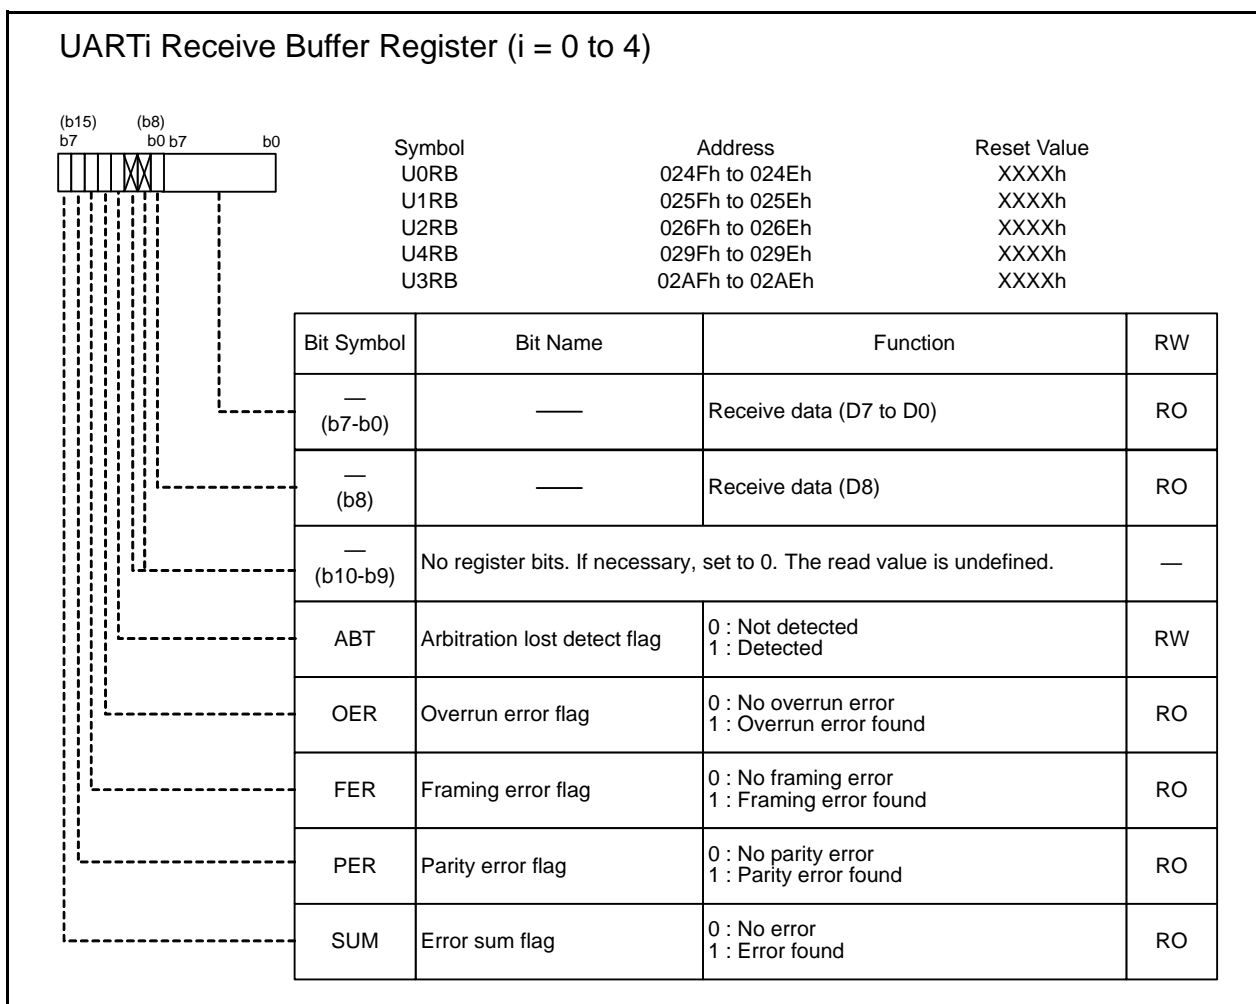 UARTi Receive Buffer Register (i = 0 to 4)
(b15) (b8)
b7 b0 b7 b0
Symbol Address Reset Value
U0RB 024Fh to 024Eh XXXXh
U1RB 025Fh to 025Eh XXXXh
U2RB 026Fh to 026Eh XXXXh
U4RB 029Fh to 029Eh XXXXh
U3RB 02AFh to 02AEh XXXXh
Bit Symbol Bit Name Function RW
—
(b7-b0) —— Receive data (D7 to D0) RO
—
(b8) —— Receive data (D8) RO
—
(b10-b9) No register bits. If necessary, set to 0. The read value is undefined. —
ABT Arbitration lost detect flag 0 : Not detected RW
1 : Detected
OER Overrun error flag 0 : No overrun error RO
1 : Overrun error found
FER Framing error flag 0 : No framing error RO
1 : Framing error found
PER Parity error flag 0 : No parity error RO
1 : Parity error found
SUM Error sum flag 0 : No error RO
1 : Error found